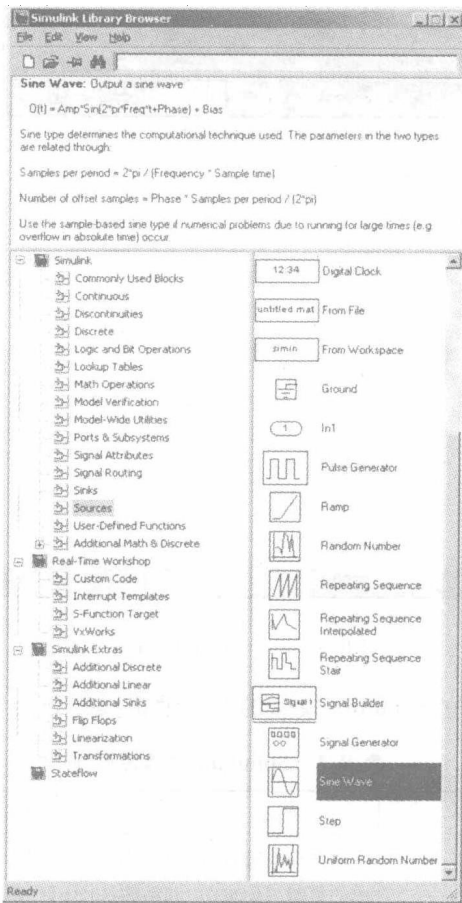 Simulink Library Browser
File Edit View Help
Sine Wave: Output a sine wave
O(t) = Amp*Sin(2*pi*Freq*t+Phase) + Bias
Sine type determines the computational technique used. The parameters in the two types
are related through:
Samples per period = 2*pi / (Frequency * Sample time)
Number of offset samples = Phase * Samples per period / (2*pi)
Use the sample-based sine type if numerical problems due to running for large times (e.g.
overflow in absolute time) occur.
Simulink
Commonly Used Blocks
Continuous
Discontinuities
Discrete
Logic and Bit Operations
Lookup Tables
Math Operations
Model Verification
Model-Wide Utilities
Ports & Subsystems
Signal Attributes
Signal Routing
Sinks
Sources
User-Defined Functions
Additional Math & Discrete
Real-Time Workshop
Custom Code
Interrupt Templates
S-Function Target
VxWorks
Simulink Extras
Additional Discrete
Additional Linear
Additional Sinks
Flip Flops
Linearization
Transformations
Stateflow
12:34 Digital Clock
untitled.mat From File
simin From Workspace
Ground
1 In1
Pulse Generator
Ramp
Random Number
Repeating Sequence
Repeating Sequence
Interpolated
Repeating Sequence
Stair
Signal 1 Signal Builder
Signal Generator
Sine Wave
Step
Uniform Random Number
Ready